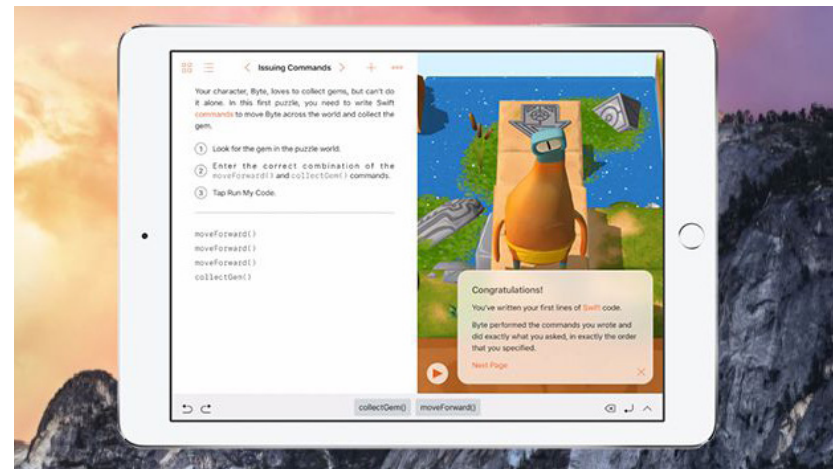 Issuing Commands
Your character, Byte, loves to collect gems, but can't do
it alone. In this first puzzle, you need to write Swift
commands to move Byte across the world and collect the
gem.
1 Look for the gem in the puzzle world.
2 Enter the correct combination of the
moveForward() and collectGem() commands.
3 Tap Run My Code.
moveForward()
moveForward()
moveForward()
collectGem()
Congratulations!
You've written your first lines of Swift code.
Byte performed the commands you wrote and
did exactly what you asked, in exactly the order
that you specified.
Next Page
collectGem() moveForward()